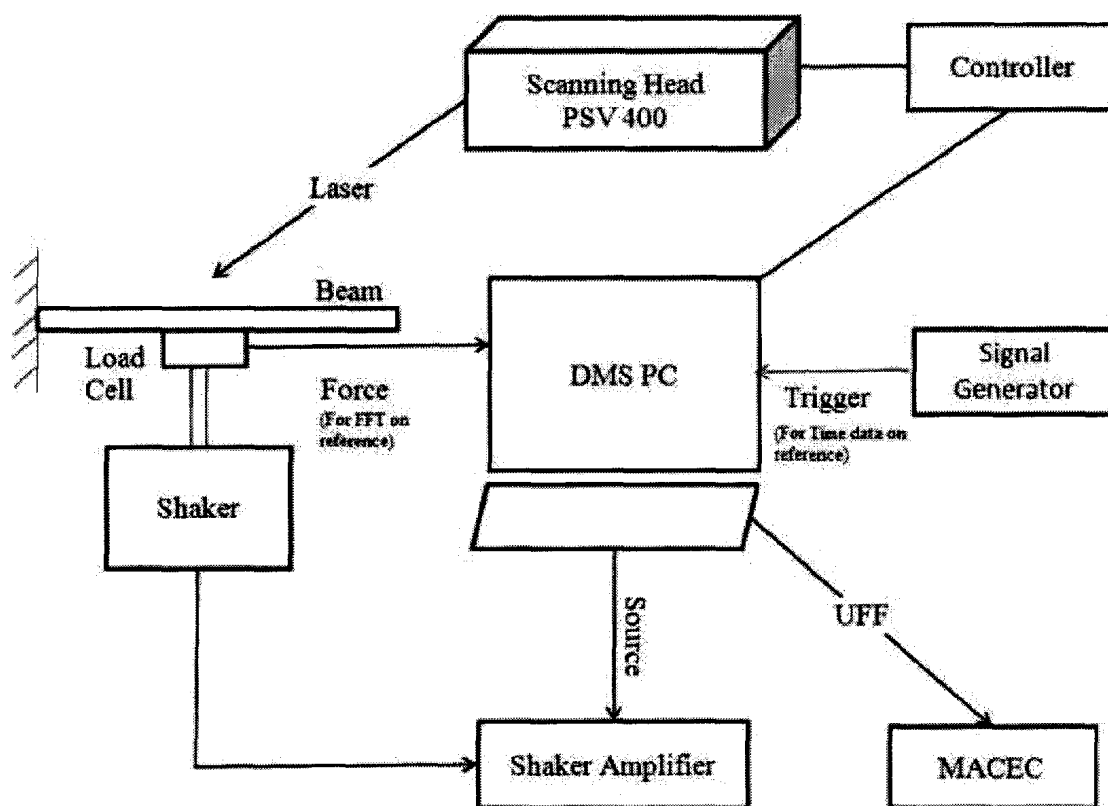 Scanning Head
PSV 400
Controller
Laser
Beam
Load
Cell
Force
(For FFT on
reference)
DMS PC
Trigger
(For Time data on
reference)
Signal
Generator
Shaker
Source
UFF
Shaker Amplifier
MACEC